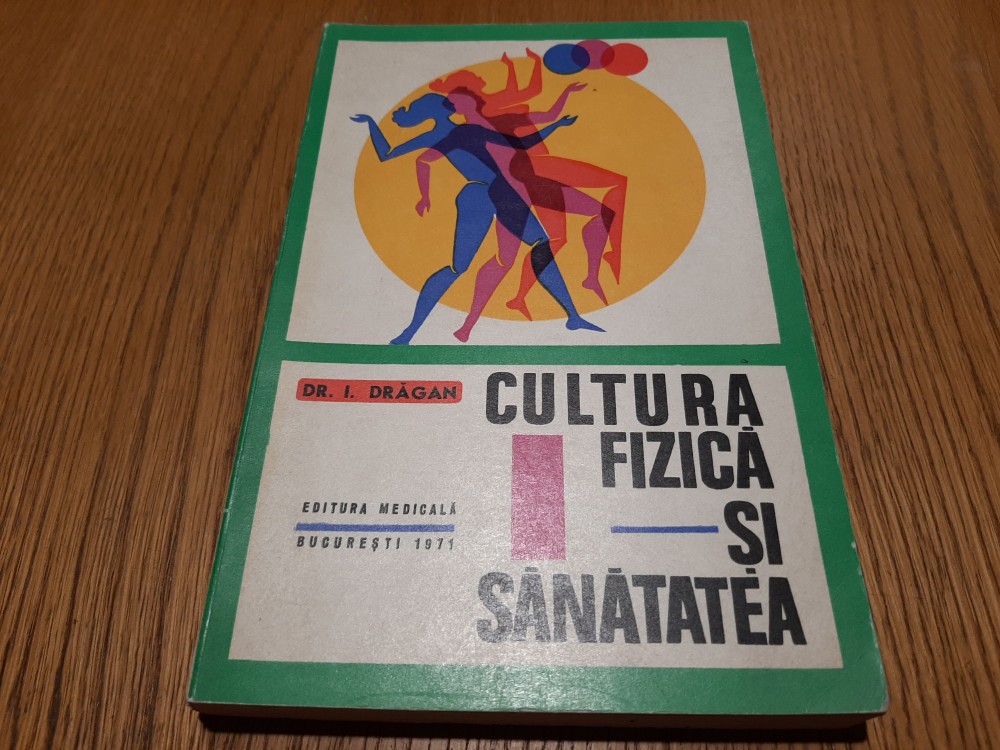 DR. I. DRĂGAN
CULTURA
FIZICĂ
ȘI
SĂNĂTATEA
EDITURA MEDICALĂ
BUCUREȘTI 1971